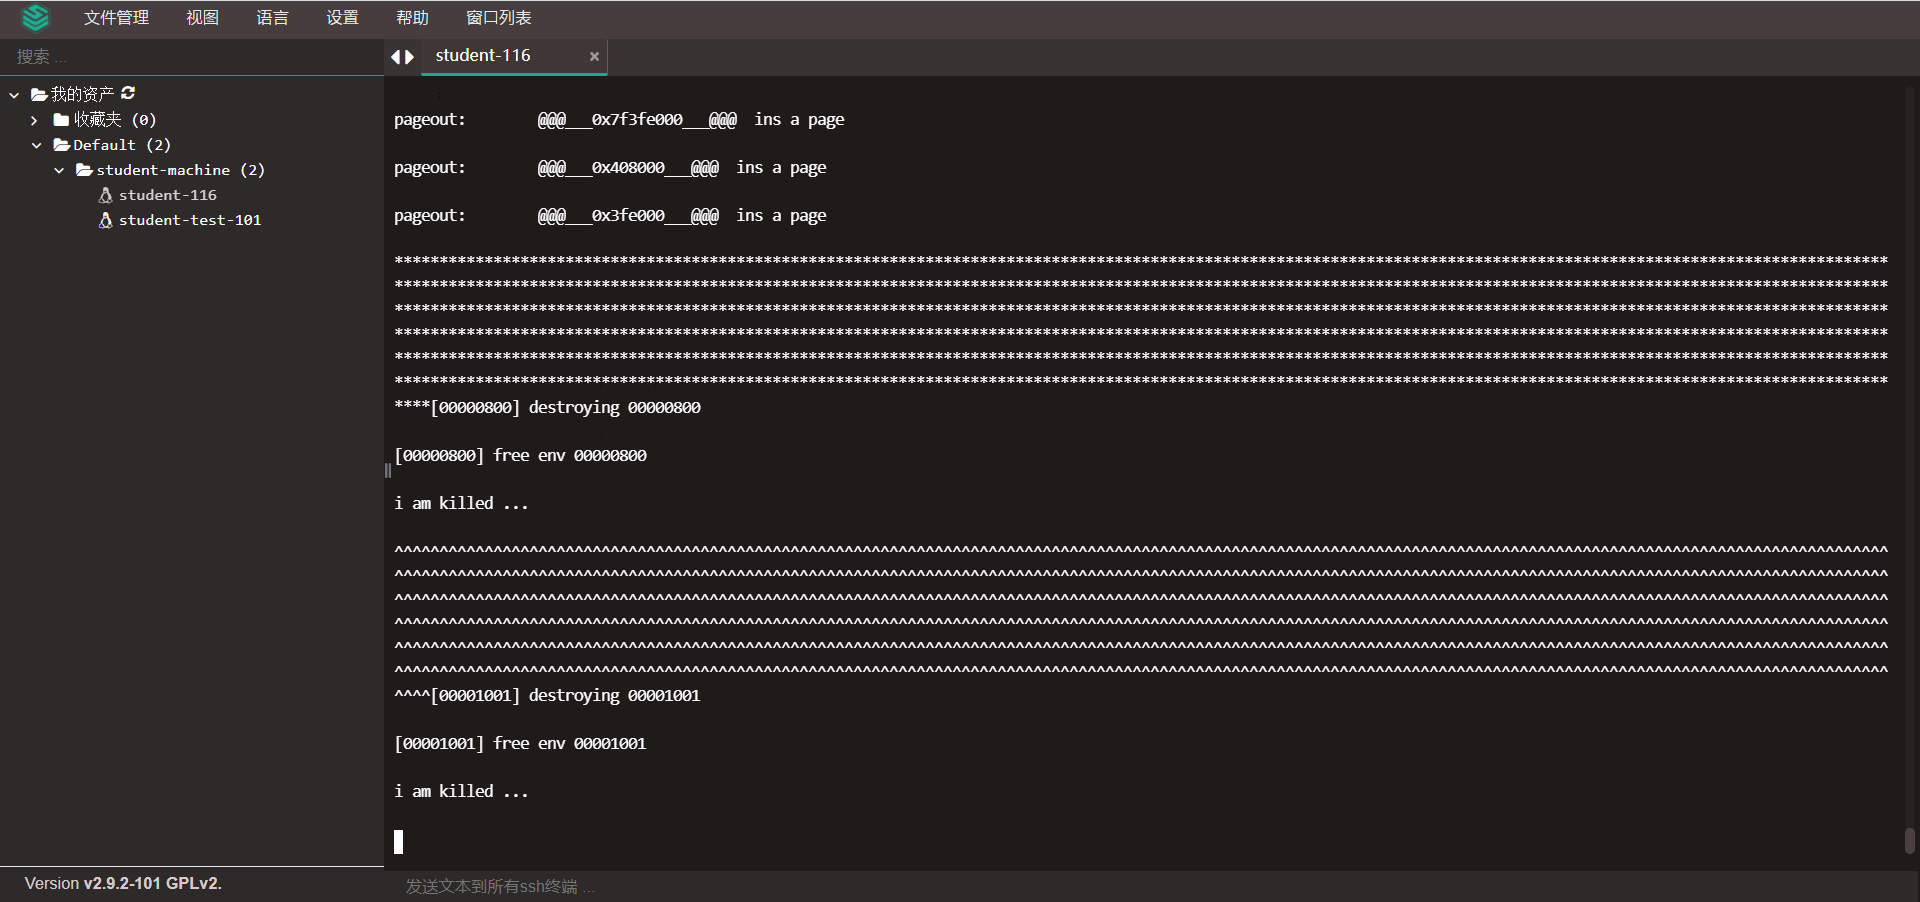 文件管理 视图 语言 设置 帮助 窗口列表
搜索 ...
student-116 ×
我的资产
收藏夹 (0)
Default (2)
student-machine (2)
student-116
student-test-101
pageout: @@@___0x7f3fe000___@@@ ins a page
pageout: @@@___0x408000___@@@ ins a page
pageout: @@@___0x3fe000___@@@ ins a page
**********************************************************************************************************************************************************************
**********************************************************************************************************************************************************************
**********************************************************************************************************************************************************************
**********************************************************************************************************************************************************************
**********************************************************************************************************************************************************************
**********************************************************************************************************************************************************************
****[00000800] destroying 00000800
[00000800] free env 00000800
i am killed ...
^^^^^^^^^^^^^^^^^^^^^^^^^^^^^^^^^^^^^^^^^^^^^^^^^^^^^^^^^^^^^^^^^^^^^^^^^^^^^^^^^^^^^^^^^^^^^^^^^^^^^^^^^^^^^^^^^^^^^^^^^^^^^^^^^^^^^^^^^^^^^^^^^^^^^^^^^^^^^^^^^^^^^^
^^^^^^^^^^^^^^^^^^^^^^^^^^^^^^^^^^^^^^^^^^^^^^^^^^^^^^^^^^^^^^^^^^^^^^^^^^^^^^^^^^^^^^^^^^^^^^^^^^^^^^^^^^^^^^^^^^^^^^^^^^^^^^^^^^^^^^^^^^^^^^^^^^^^^^^^^^^^^^^^^^^^^^
^^^^^^^^^^^^^^^^^^^^^^^^^^^^^^^^^^^^^^^^^^^^^^^^^^^^^^^^^^^^^^^^^^^^^^^^^^^^^^^^^^^^^^^^^^^^^^^^^^^^^^^^^^^^^^^^^^^^^^^^^^^^^^^^^^^^^^^^^^^^^^^^^^^^^^^^^^^^^^^^^^^^^^
^^^^^^^^^^^^^^^^^^^^^^^^^^^^^^^^^^^^^^^^^^^^^^^^^^^^^^^^^^^^^^^^^^^^^^^^^^^^^^^^^^^^^^^^^^^^^^^^^^^^^^^^^^^^^^^^^^^^^^^^^^^^^^^^^^^^^^^^^^^^^^^^^^^^^^^^^^^^^^^^^^^^^^
^^^^^^^^^^^^^^^^^^^^^^^^^^^^^^^^^^^^^^^^^^^^^^^^^^^^^^^^^^^^^^^^^^^^^^^^^^^^^^^^^^^^^^^^^^^^^^^^^^^^^^^^^^^^^^^^^^^^^^^^^^^^^^^^^^^^^^^^^^^^^^^^^^^^^^^^^^^^^^^^^^^^^^
^^^^^^^^^^^^^^^^^^^^^^^^^^^^^^^^^^^^^^^^^^^^^^^^^^^^^^^^^^^^^^^^^^^^^^^^^^^^^^^^^^^^^^^^^^^^^^^^^^^^^^^^^^^^^^^^^^^^^^^^^^^^^^^^^^^^^^^^^^^^^^^^^^^^^^^^^^^^^^^^^^^^^^
^^^^[00001001] destroying 00001001
[00001001] free env 00001001
i am killed ...
Version v2.9.2-101 GPLv2.
发送文本到所有ssh终端 ...